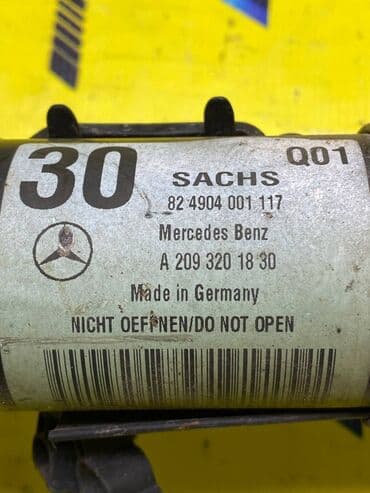 30
Q01
SACHS
82 4904 001 117
Mercedes Benz
A 209 320 18 30
Made in Germany
NICHT OEFFNEN/DO NOT OPEN